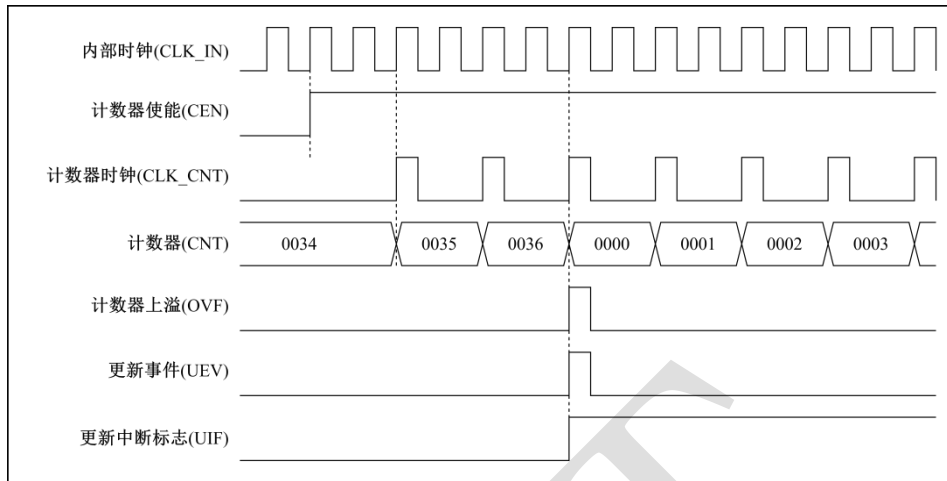 内部时钟(CLK_IN)
计数器使能(CEN)
计数器时钟(CLK_CNT)
计数器(CNT)
0034 0035 0036 0000 0001 0002 0003
计数器上溢(OVF)
更新事件(UEV)
更新中断标志(UIF)